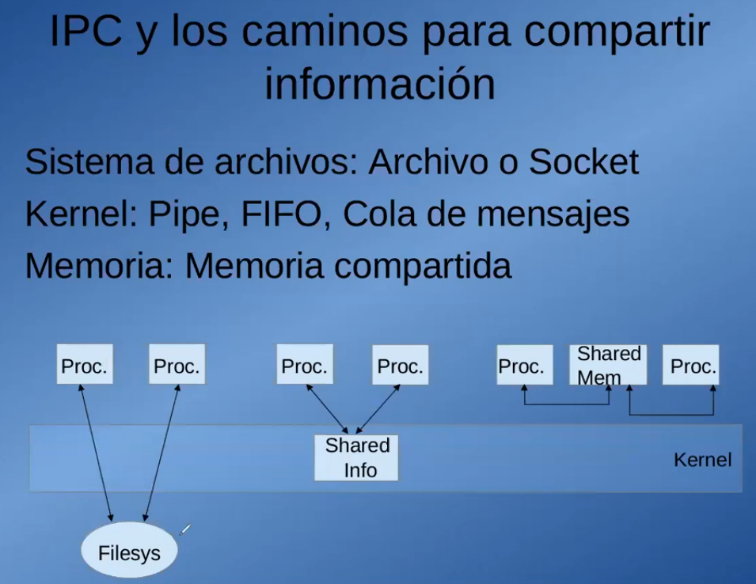 IPC y los caminos para compartir
información
Sistema de archivos: Archivo o Socket
Kernel: Pipe, FIFO, Cola de mensajes
Memoria: Memoria compartida
Proc.
Proc.
Proc.
Proc.
Proc.
Shared
Mem
Proc.
Shared
Info
Kernel
Filesys